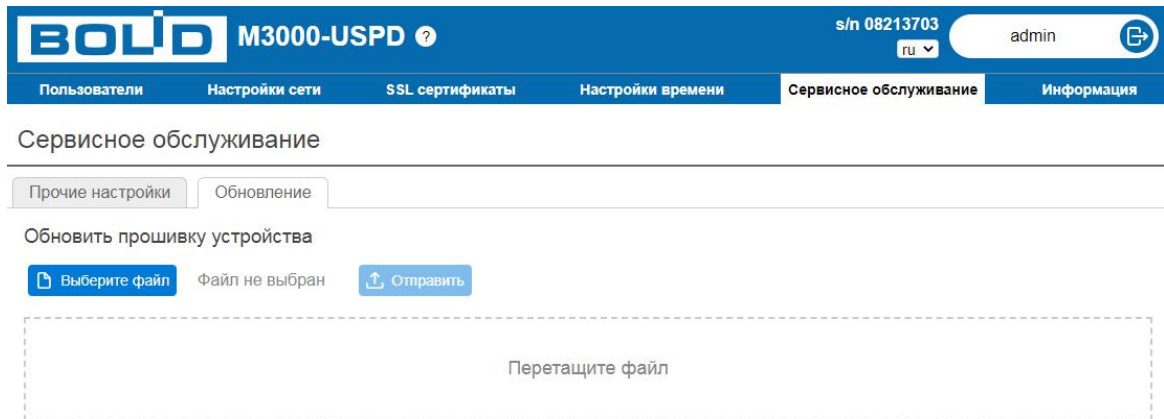 BOLID M3000-USPD ? s/n 08213703 admin
ru
Пользователи Настройки сети SSL сертификаты Настройки времени Сервисное обслуживание Информация
Сервисное обслуживание
Прочие настройки Обновление
Обновить прошивку устройства
Выберите файл Файл не выбран Отправить
Перетащите файл